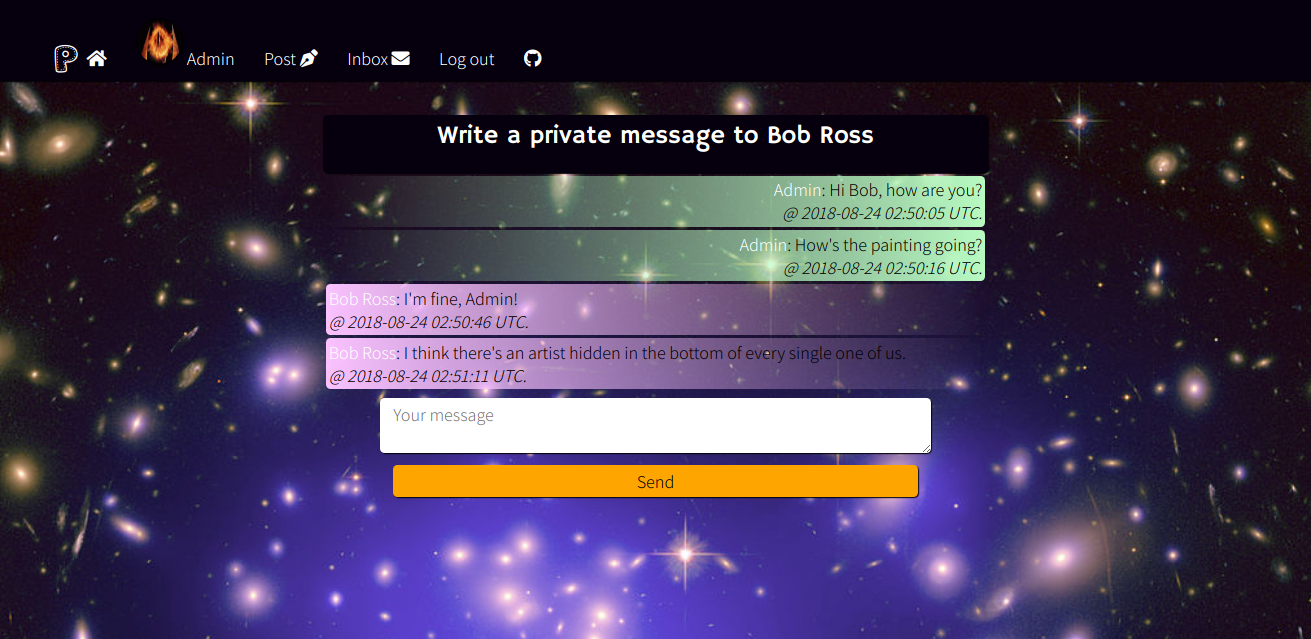 P Admin Post Inbox Log out
Write a private message to Bob Ross
Admin: Hi Bob, how are you?
@ 2018-08-24 02:50:05 UTC.
Admin: How's the painting going?
@ 2018-08-24 02:50:16 UTC.
Bob Ross: I'm fine, Admin!
@ 2018-08-24 02:50:46 UTC.
Bob Ross: I think there's an artist hidden in the bottom of every single one of us.
@ 2018-08-24 02:51:11 UTC.
Your message
Send